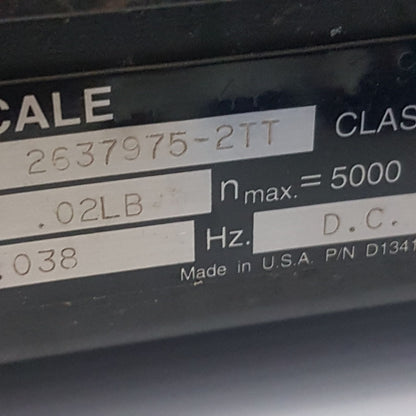 CALE
2637975-2TT CLAS
.02LB n max. = 5000
.038 Hz. D.C.
Made in U.S.A. P/N D1341